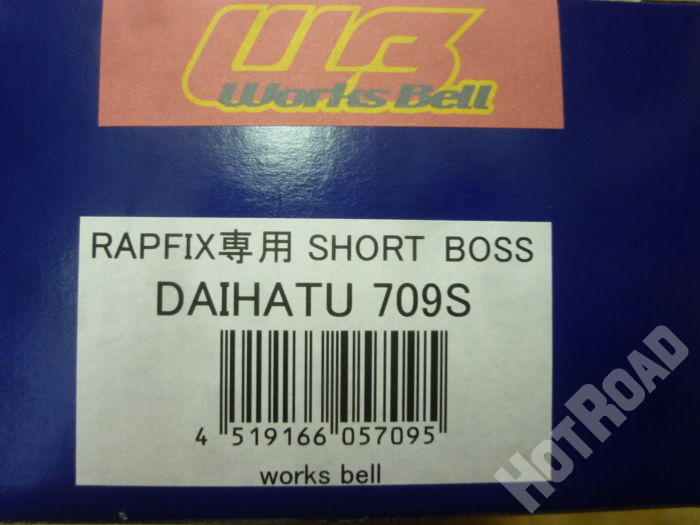 WB
Works Bell
RAPFIX専用 SHORT BOSS
DAIHATU 709S
4 519166 057095
works bell
HOTROAD